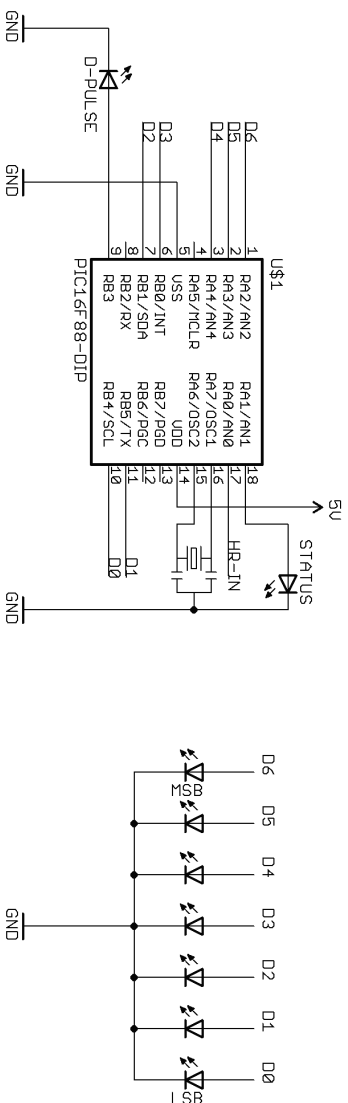 U$1
RA2/AN2
RA3/AN3
RA4/AN4
RA5/MCLR
VSS
RB0/INT
RB1/SDA
RB2/RX
RB3
RA1/AN1
RA0/AN0
RA7/OSC1
RA6/OSC2
VDD
RB7/PGD
RB6/PGC
RB5/TX
RB4/SCL
PIC16F88-DIP
1
2
3
4
5
6
7
8
9
18
17
16
15
14
13
12
11
10
D6
D5
D4
D3
D2
D-PULSE
GND
GND
5V
STATUS
HR-IN
D1
D0
GND
D6
D5
D4
D3
D2
D1
D0
MSB
LSB
GND